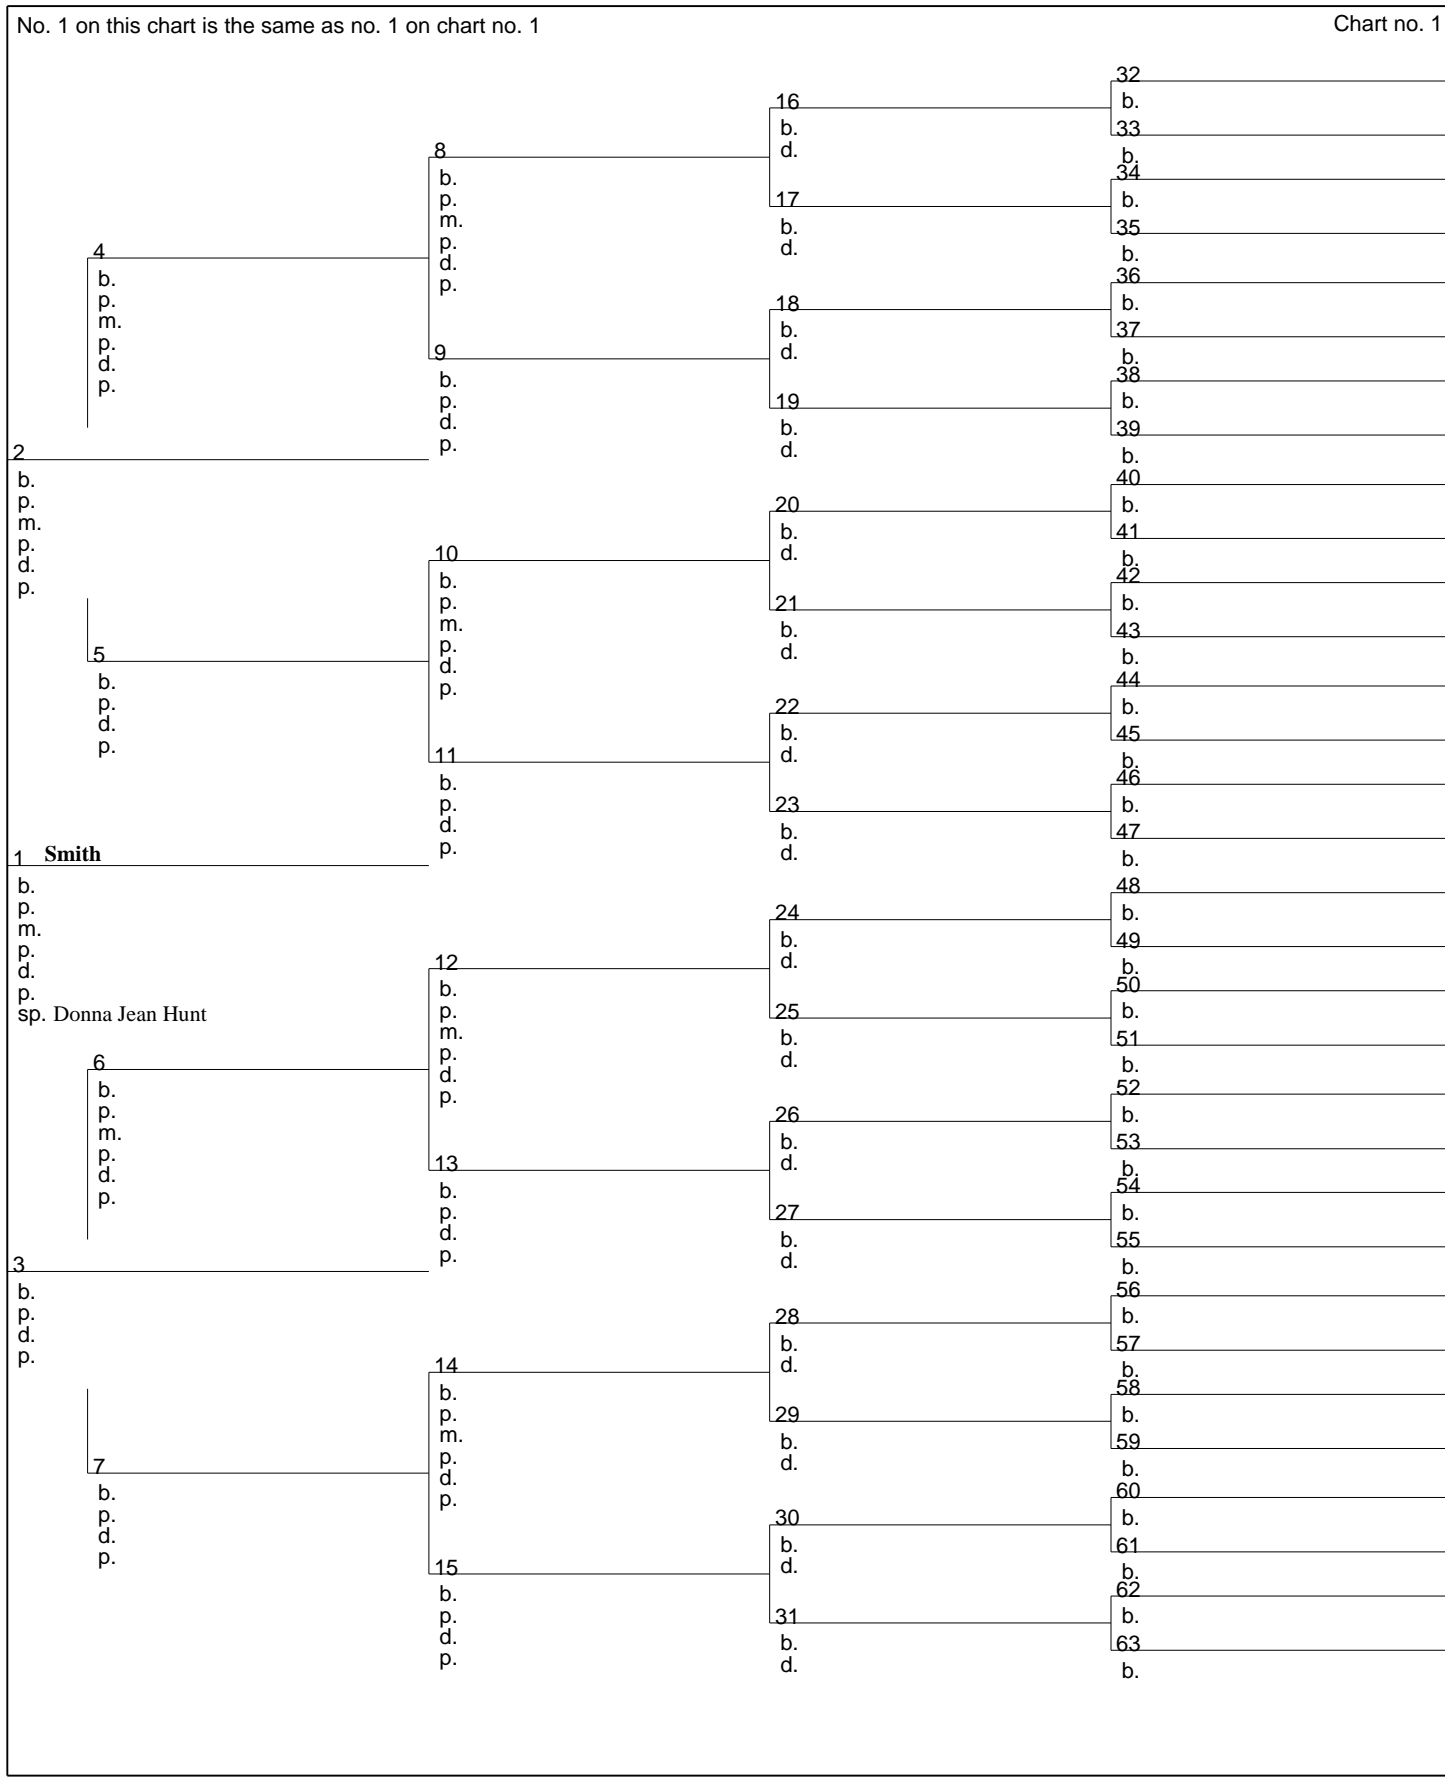 No. 1 on this chart is the same as no. 1 on chart no. 1
Chart no. 1
2
b.
p.
m.
p.
d.
p.
1 Smith
b.
p.
m.
p.
d.
p.
sp. Donna Jean Hunt
3
b.
p.
d.
p.
4
b.
p.
m.
p.
d.
p.
5
b.
p.
d.
p.
6
b.
p.
m.
p.
d.
p.
7
b.
p.
d.
p.
8
b.
p.
m.
p.
d.
p.
9
b.
p.
d.
p.
10
b.
p.
m.
p.
d.
p.
11
b.
p.
d.
p.
12
b.
p.
m.
p.
d.
p.
13
b.
p.
d.
p.
14
b.
p.
m.
p.
d.
p.
15
b.
p.
d.
p.
16
b.
d.
17
b.
d.
18
b.
d.
19
b.
d.
20
b.
d.
21
b.
d.
22
b.
d.
23
b.
d.
24
b.
d.
25
b.
d.
26
b.
d.
27
b.
d.
28
b.
d.
29
b.
d.
30
b.
d.
31
b.
d.
32
b.
33
b.
34
b.
35
b.
36
b.
37
b.
38
b.
39
b.
40
b.
41
b.
42
b.
43
b.
44
b.
45
b.
46
b.
47
b.
48
b.
49
b.
50
b.
51
b.
52
b.
53
b.
54
b.
55
b.
56
b.
57
b.
58
b.
59
b.
60
b.
61
b.
62
b.
63
b.